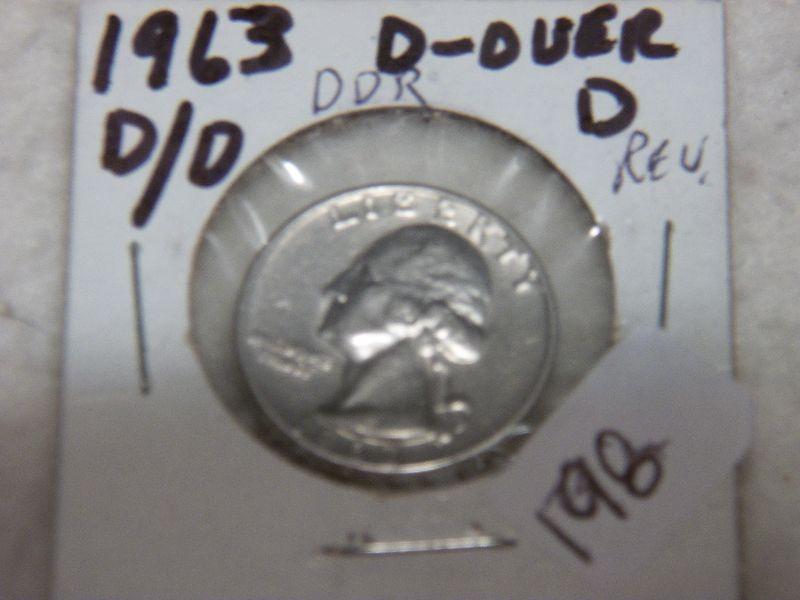 1963 D-OVER
DDR
D/D D
REV.
LIBERTY
198